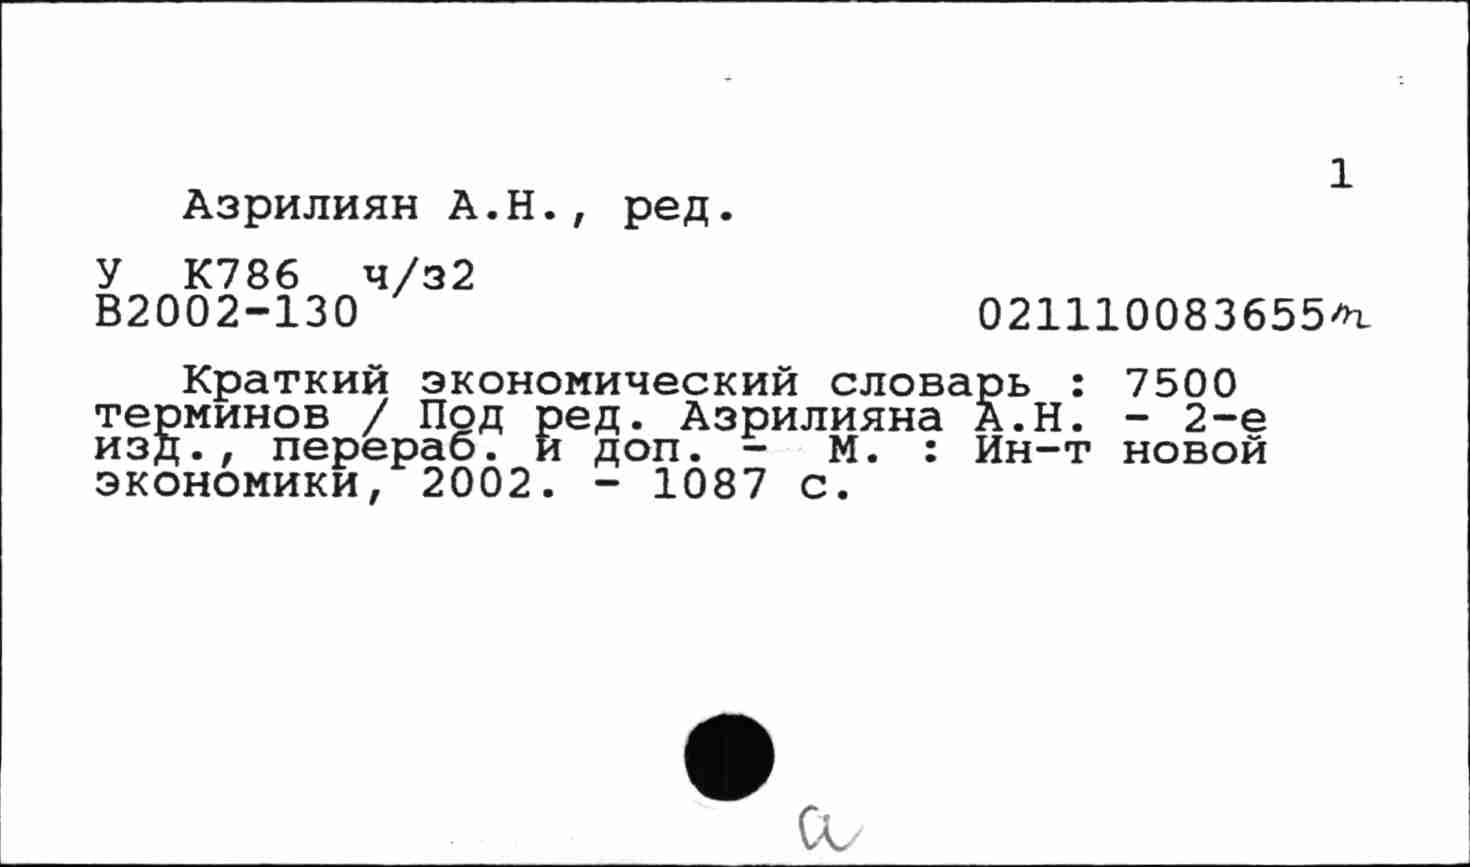 1
Азрилиян А.Н., ред.
У К786 ч/з2
В2002-130 021110083655m
Краткий экономический словарь : 7500
терминов / Под ред. Азрилияна А.Н. - 2-е
изд., перераб. и доп. - М. : Ин-т новой
экономики, 2002. - 1087 с.
а